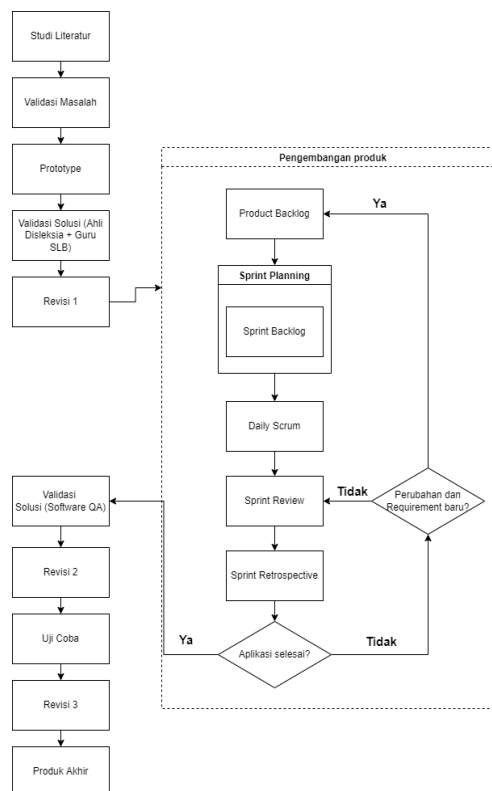 Studi Literatur
Validasi Masalah
Prototype
Validasi Solusi (Ahli
Disleksia + Guru
SLB)
Revisi 1
Pengembangan produk
Product Backlog
Ya
Sprint Planning
Sprint Backlog
Daily Scrum
Sprint Review
Tidak
Perubahan dan
Requirement baru?
Sprint Retrospective
Aplikasi selesai?
Tidak
Ya
Validasi
Solusi (Software QA)
Revisi 2
Uji Coba
Revisi 3
Produk Akhir